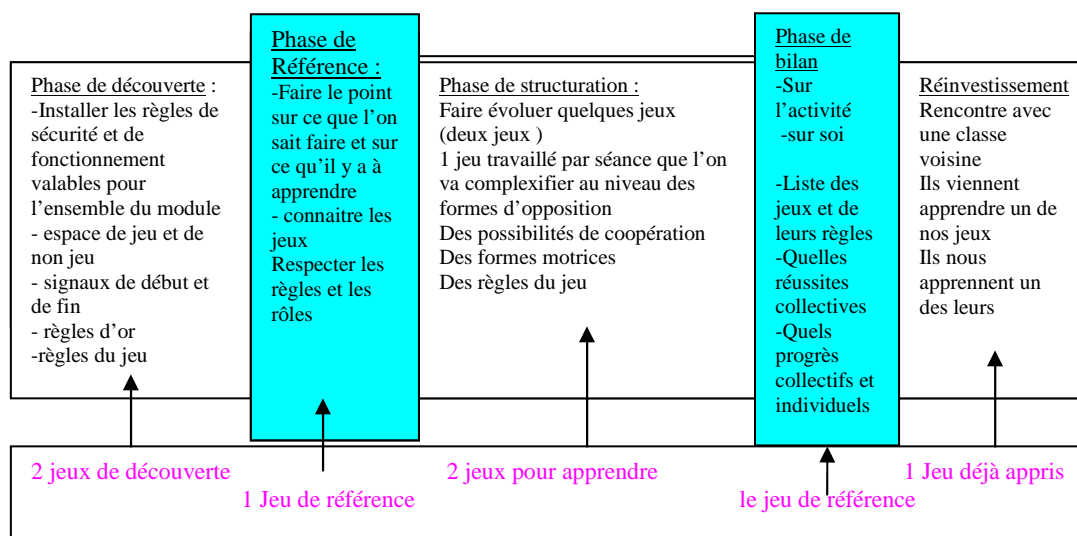 Phase de découverte :
-Installer les règles de
sécurité et de
fonctionnement
valables pour
l’ensemble du module
- espace de jeu et de
non jeu
- signaux de début et
de fin
- règles d’or
-règles du jeu
Phase de
Référence :
-Faire le point
sur ce que l’on
sait faire et sur
ce qu’il y a à
apprendre
- connaitre les
jeux
Respecter les
règles et les
rôles
Phase de structuration :
Faire évoluer quelques jeux
(deux jeux )
1 jeu travaillé par séance que l’on
va complexifier au niveau des
formes d’opposition
Des possibilités de coopération
Des formes motrices
Des règles du jeu
Phase de
bilan
-Sur
l’activité
-sur soi
-Liste des
jeux et de
leurs règles
-Quelles
réussites
collectives
-Quels
progrès
collectifs et
individuels
Réinvestissement
Rencontre avec
une classe
voisine
Ils viennent
apprendre un de
nos jeux
Ils nous
apprennent un
des leurs
2 jeux de découverte
1 Jeu de référence
2 jeux pour apprendre
le jeu de référence
1 Jeu déjà appris